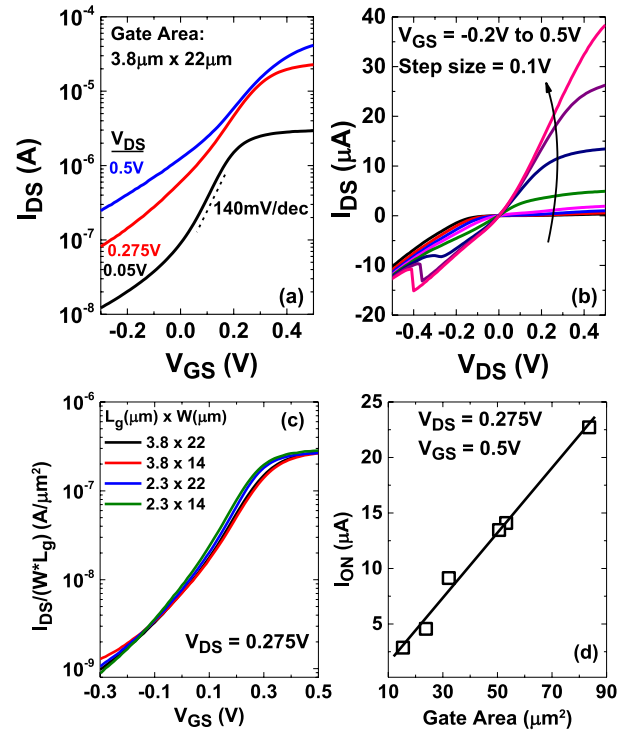 Gate Area:
3.8μm x 22μm
V_DS
0.5V
0.275V
0.05V
140mV/dec
(a)
I_DS (A)
10^-4
10^-5
10^-6
10^-7
10^-8
-0.2 0.0 0.2 0.4
V_GS (V)
V_GS = -0.2V to 0.5V
Step size = 0.1V
(b)
I_DS (μA)
40
30
20
10
0
-10
-20
-0.4 -0.2 0.0 0.2 0.4
V_DS (V)
L_g(μm) x W(μm)
3.8 x 22
3.8 x 14
2.3 x 22
2.3 x 14
(c)
V_DS = 0.275V
I_DS/(W*L_g) (A/μm^2)
10^-6
10^-7
10^-8
10^-9
-0.3 -0.1 0.1 0.3 0.5
V_GS (V)
V_DS = 0.275V
V_GS = 0.5V
(d)
I_ON (μA)
25
20
15
10
5
10 30 50 70 90
Gate Area (μm^2)